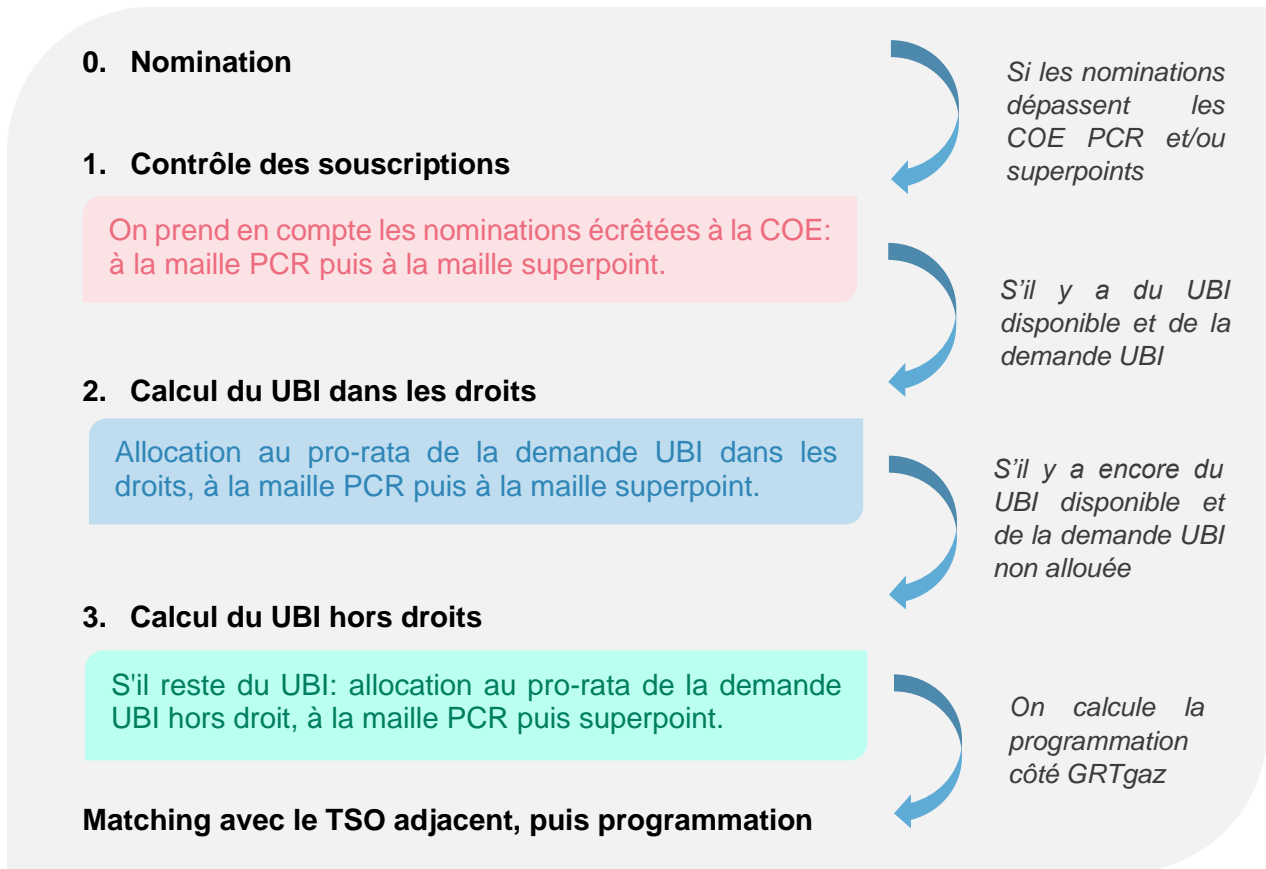 0. Nomination
Si les nominations
dépassent les
COE PCR et/ou
superpoints
1. Contrôle des souscriptions
On prend en compte les nominations écrêtées à la COE:
à la maille PCR puis à la maille superpoint.
S'il y a du UBI
disponible et de la
demande UBI
2. Calcul du UBI dans les droits
Allocation au pro-rata de la demande UBI dans les
droits, à la maille PCR puis à la maille superpoint.
S'il y a encore du
UBI disponible et
de la demande UBI
non allouée
3. Calcul du UBI hors droits
S'il reste du UBI: allocation au pro-rata de la demande
UBI hors droit, à la maille PCR puis superpoint.
On calcule la
programmation
côté GRTgaz
Matching avec le TSO adjacent, puis programmation